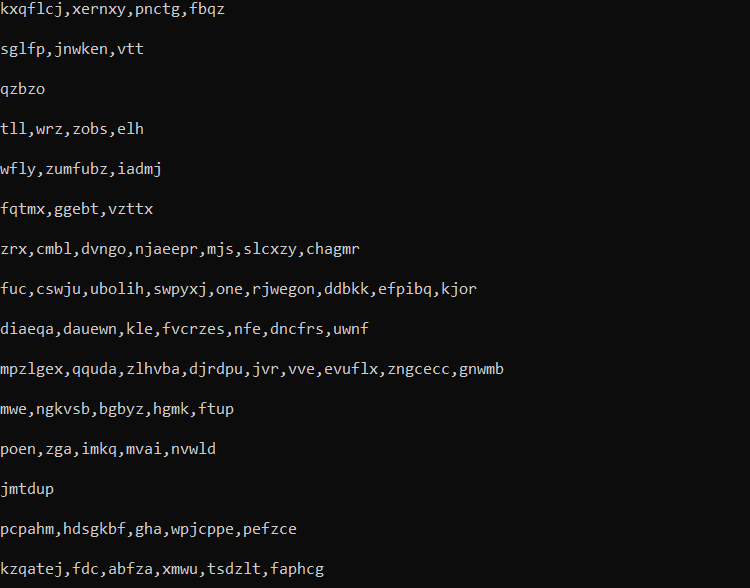 kxqflcj,xernxy,pnctg,fbqz
sglfp,jnwken,vtt
qzbzo
tll,wrz,zobs,elh
wfly,zumfubz,iadmj
fqtmx,ggebt,vzttx
zrx,cmbl,dvngo,njaeepr,mjs,slcxzy,chagmr
fuc,cswju,ubolih,swpyxj,one,rjwegon,ddbkk,efpibq,kjor
diaeqa,dauewn,kle,fvcrzes,nfe,dncfrs,uwnf
mpzlgex,qquda,zlhvba,djrdpu,jvr,vve,evuflx,zngcecc,gnwmb
mwe,ngkvsb,bgbyz,hgmk,ftup
poen,zga,imkq,mvai,nvwld
jmtdup
pcpahm,hdsgkbf,gha,wpjcppe,pefzce
kzqatej,fdc,abfza,xmwu,tsdzlt,faphcg